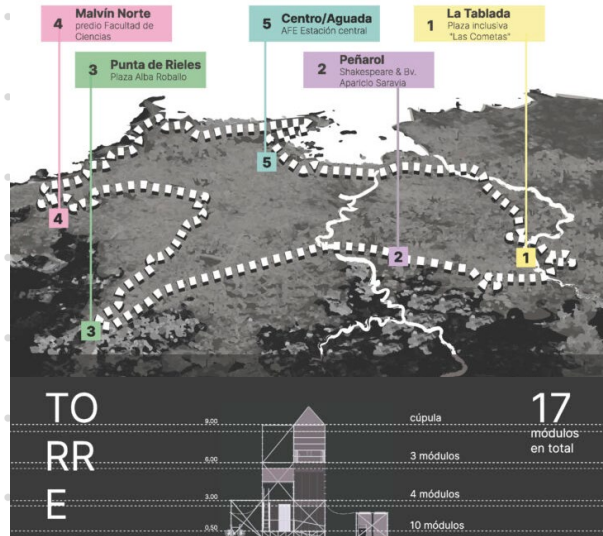 4 Malvín Norte
predio Facultad de
Ciencias
5 Centro/Aguada
AFE Estación central
1 La Tablada
Plaza inclusiva
"Las Cometas"
3 Punta de Rieles
Plaza Alba Roballo
2 Peñarol
Shakespeare & Bv.
Aparicio Saravia
5
4
2
1
3
TO
RR
E
9,00
6,00
3,00
0,50
cúpula
3 módulos
4 módulos
10 módulos
17
módulos
en total